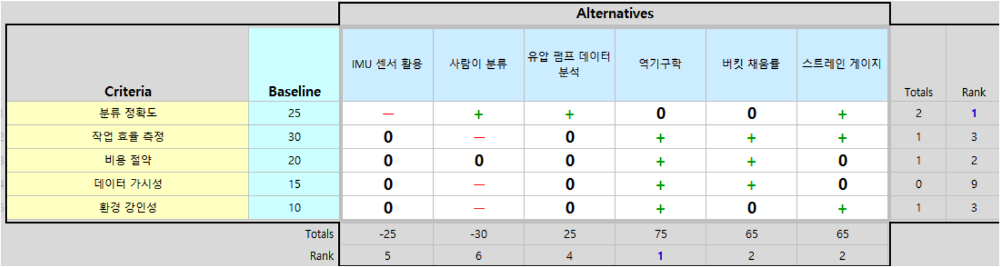 Alternatives
Criteria Baseline IMU 센서 활용 사람이 분류 유압 펌프 데이터 분석 역기구학 버킷 채움률 스트레인 게이지 Totals Rank
1 분류 정확도 25 — + + 0 0 + 2 1
2 작업 효율 측정 30 0 — 0 + + + 1 3
3 비용 절약 20 0 0 0 + + 0 1 2
4 데이터 가시성 15 0 — 0 + + 0 0 9
5 환경 강인성 10 0 — 0 + 0 + 1 3
Totals -25 -30 25 75 65 65
Rank 5 6 4 1 2 2